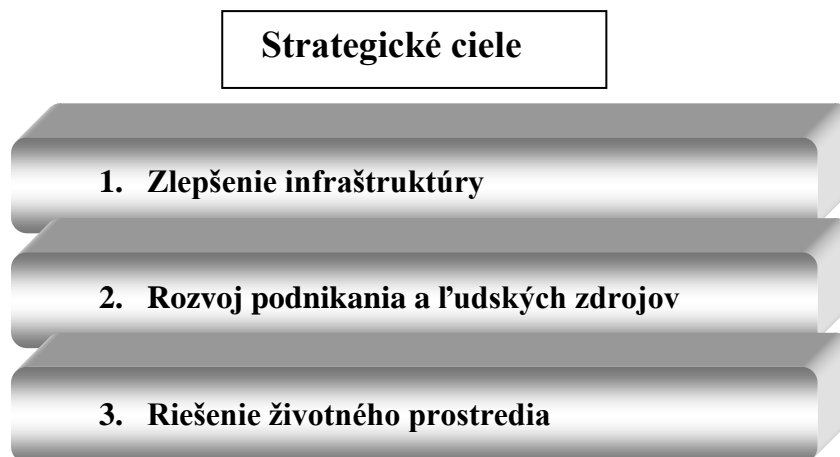 Strategické ciele
1. Zlepšenie infraštruktúry
2. Rozvoj podnikania a ľudských zdrojov
3. Riešenie životného prostredia